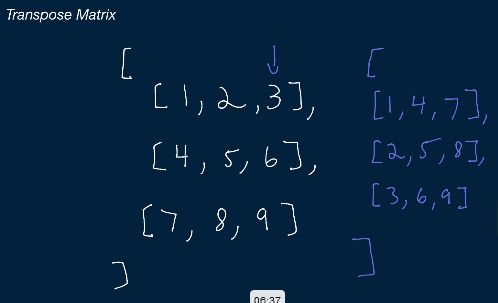 Transpose Matrix
[
[1, 2, 3],
[4, 5, 6],
[7, 8, 9]
]
[
[1, 4, 7],
[2, 5, 8],
[3, 6, 9]
]
06:37